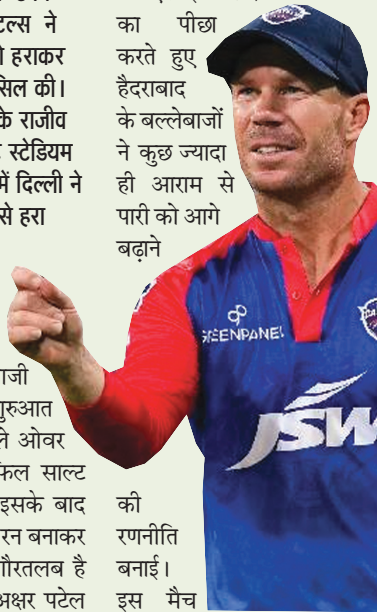 टल्स ने
हराकर
सिल की।
के राजीव
स्टेडियम
में दिल्ली ने
से हरा
का पीछा
करते हुए
हैदराबाद
के बल्लेबाजों
ने कुछ ज्यादा
ही आराम से
पारी को आगे
बढ़ाने
GREENPANEL
JSW
ाजी
गुरुआत
ले ओवर
फल साल्ट
इसके बाद
रन बनाकर
गौरतलब है
अक्षर पटेल
की
रणनीति
बनाई।
इस मैच